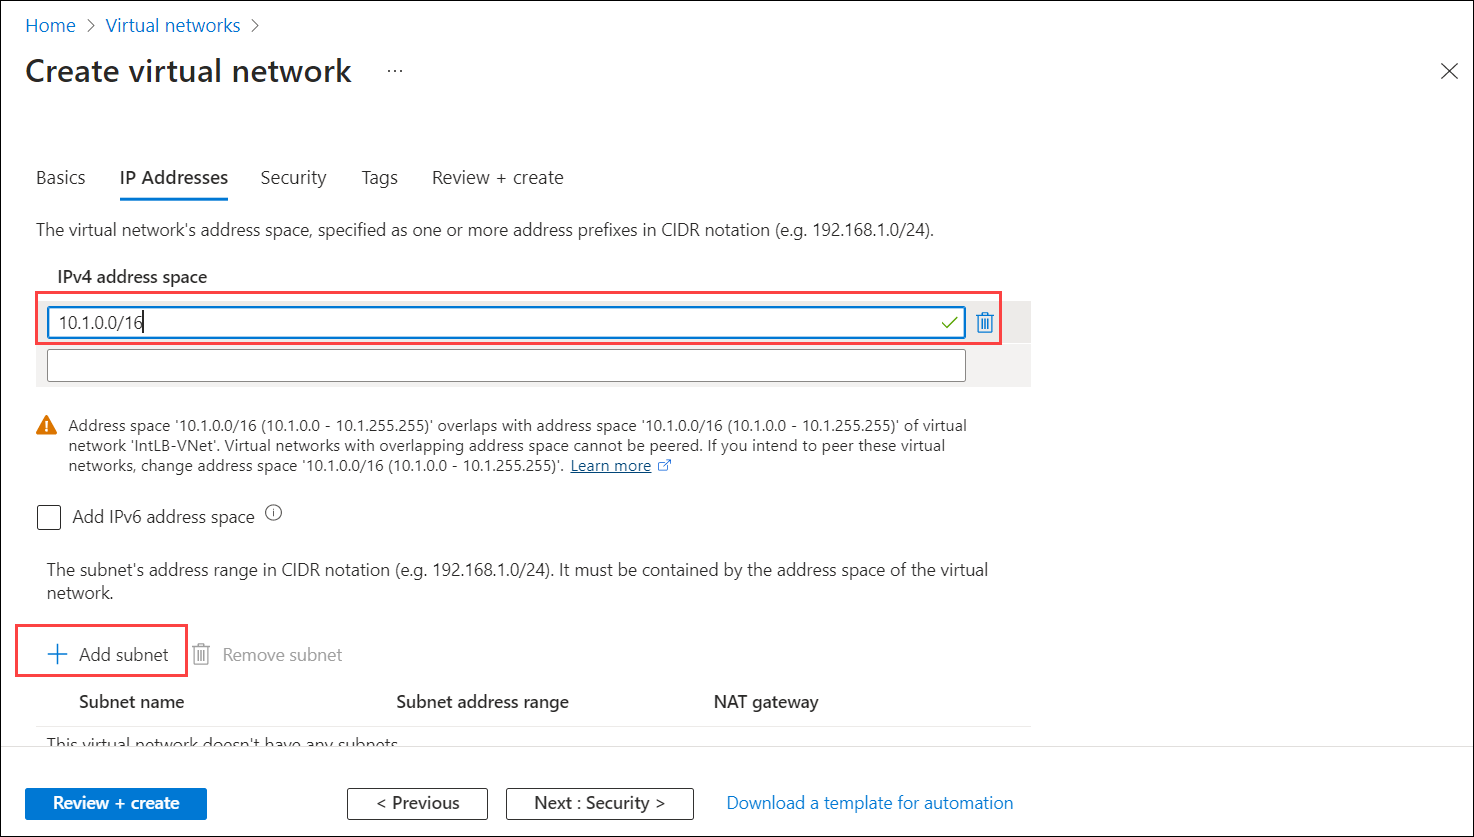 Home > Virtual networks >
Create virtual network ...
Basics IP Addresses Security Tags Review + create
The virtual network's address space, specified as one or more address prefixes in CIDR notation (e.g. 192.168.1.0/24).
IPv4 address space
10.1.0.0/16
Address space '10.1.0.0/16 (10.1.0.0 - 10.1.255.255)' overlaps with address space '10.1.0.0/16 (10.1.0.0 - 10.1.255.255)' of virtual
network 'IntLB-VNet'. Virtual networks with overlapping address space cannot be peered. If you intend to peer these virtual
networks, change address space '10.1.0.0/16 (10.1.0.0 - 10.1.255.255)'. Learn more
Add IPv6 address space
The subnet's address range in CIDR notation (e.g. 192.168.1.0/24). It must be contained by the address space of the virtual
network.
+ Add subnet Remove subnet
Subnet name Subnet address range NAT gateway
This virtual network doesn't have any subnets
Review + create < Previous Next : Security > Download a template for automation